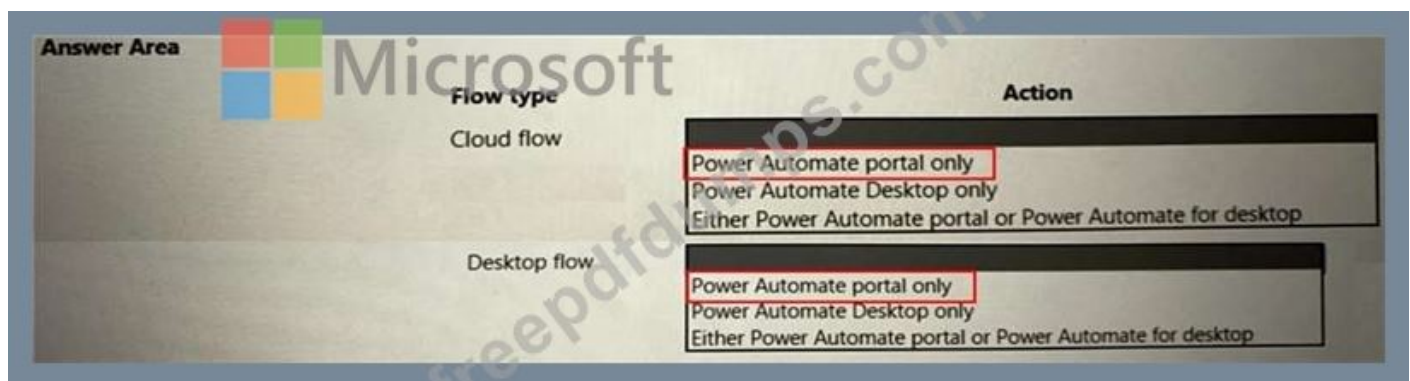 Answer Area
Microsoft
Flow type
Action
Cloud flow
Power Automate portal only
Power Automate Desktop only
Either Power Automate portal or Power Automate for desktop
Desktop flow
Power Automate portal only
Power Automate Desktop only
Either Power Automate portal or Power Automate for desktop
freepdfdumps.com